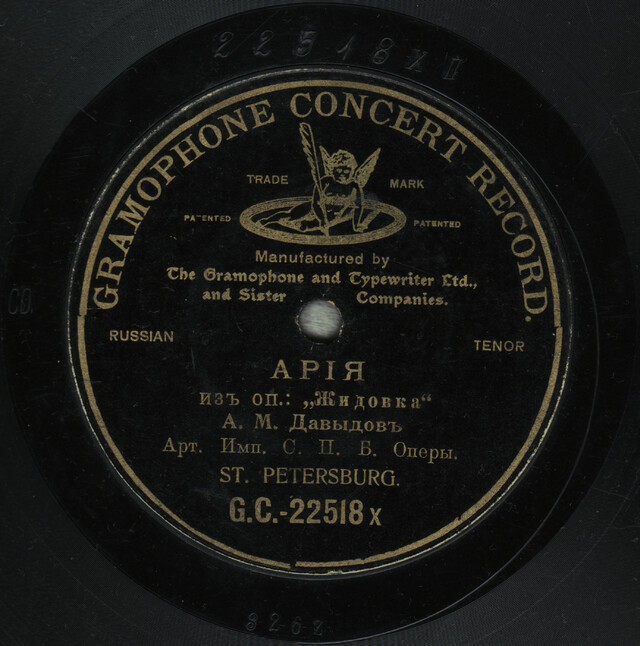 22518 X II
GRAMOPHONE CONCERT RECORD.
TRADE MARK
PATENTED PATENTED
Manufactured by
The Gramophone and Typewriter Ltd.,
and Sister Companies.
RUSSIAN
TENOR
АРІЯ
изъ оп.: „Жидовка“
А. М. Давыдовъ
Арт. Имп. С. П. Б. Оперы.
ST. PETERSBURG.
G.C.-22518 x
3262